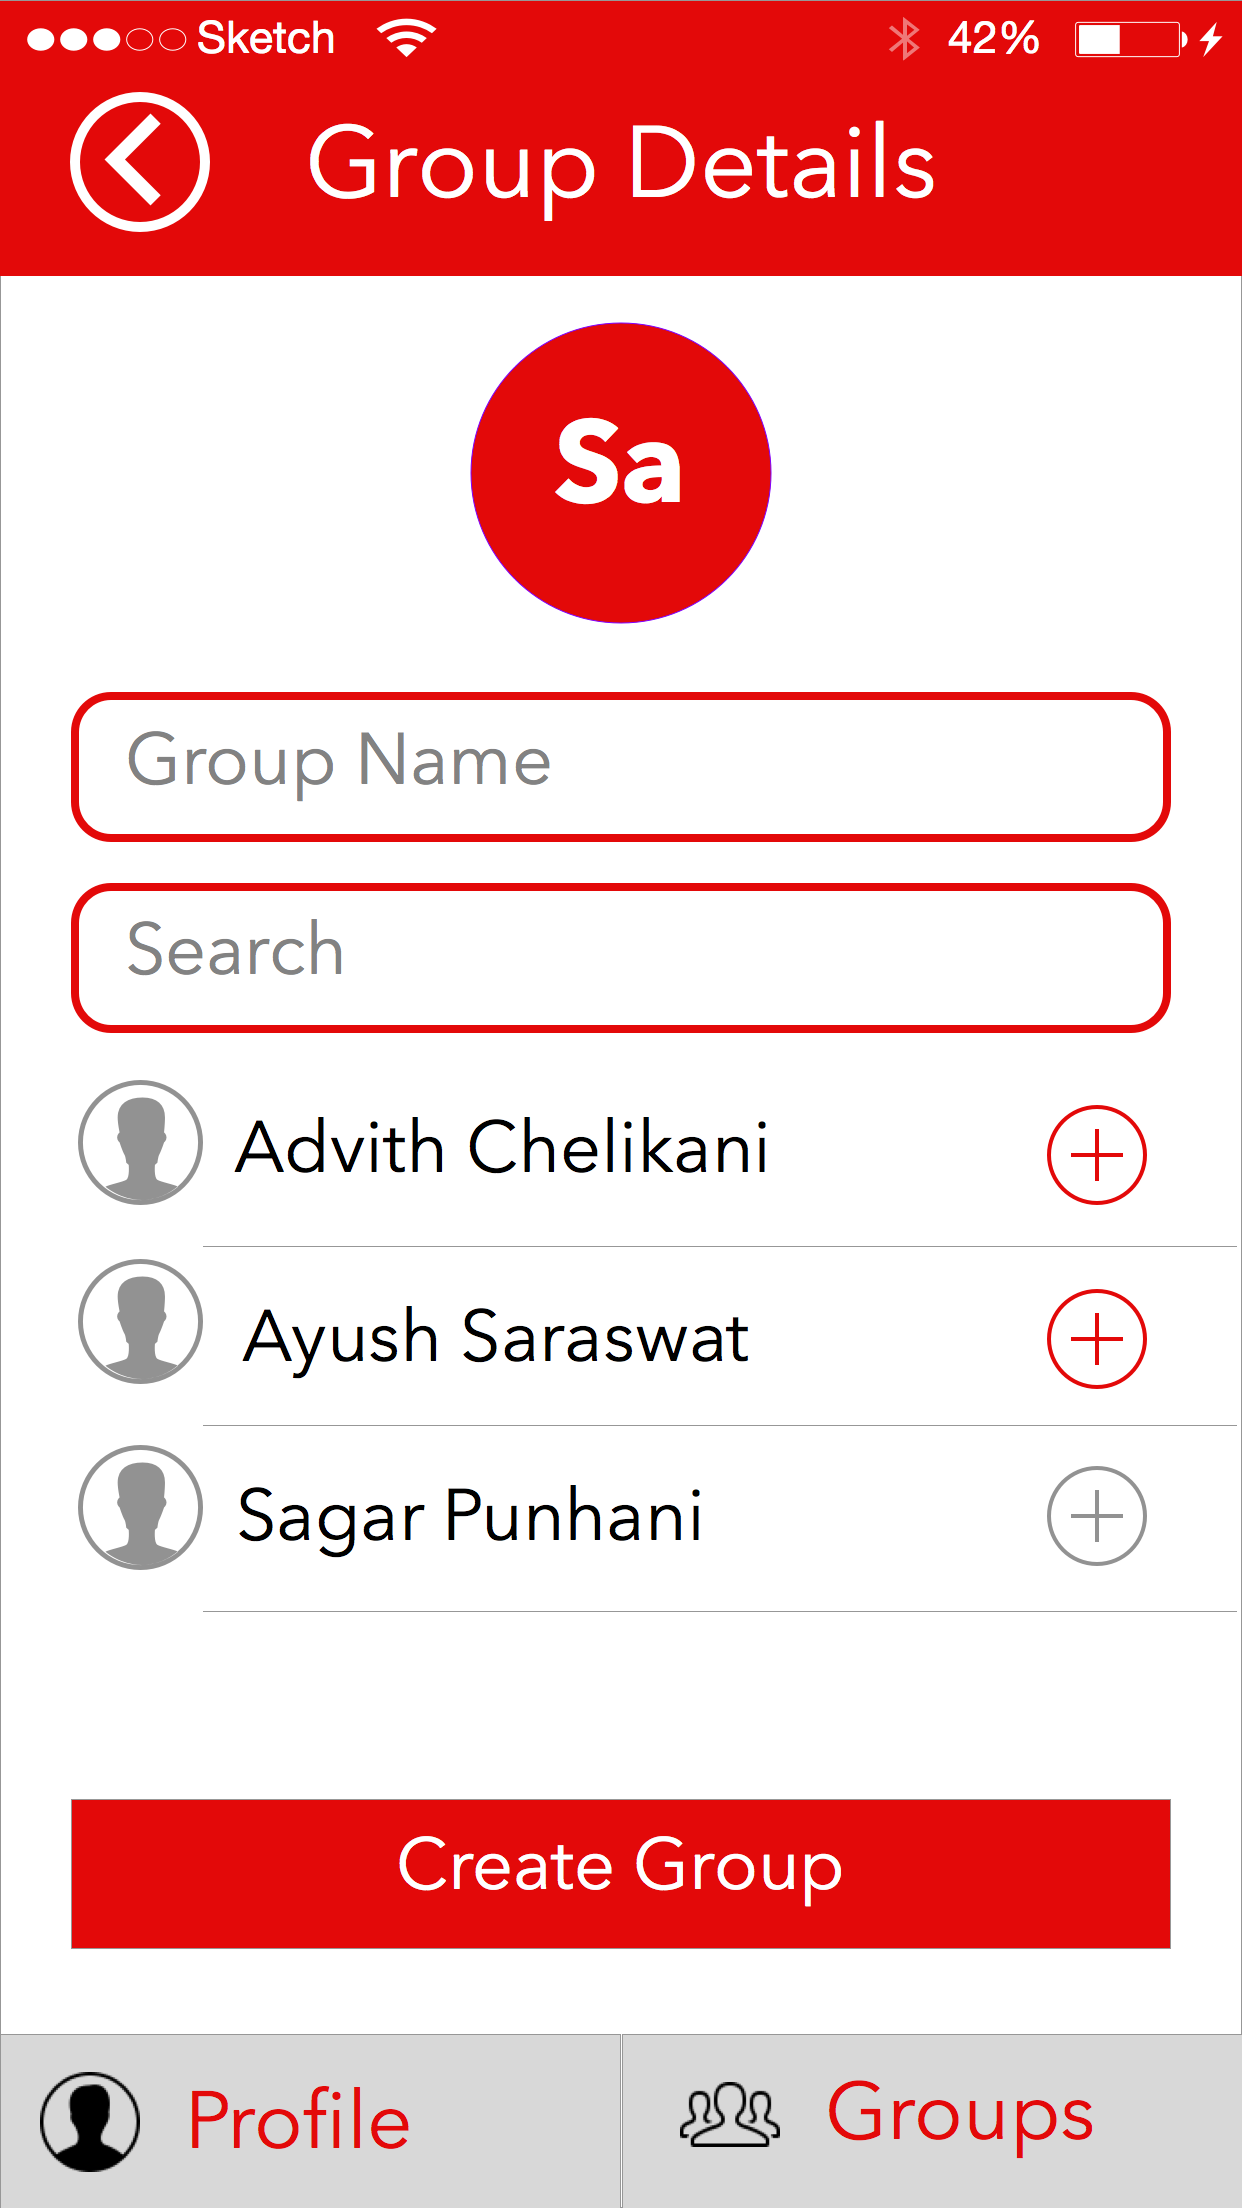 Sketch 42%
Group Details
Sa
Group Name
Search
Advith Chelikani
Ayush Saraswat
Sagar Punhani
Create Group
Profile Groups